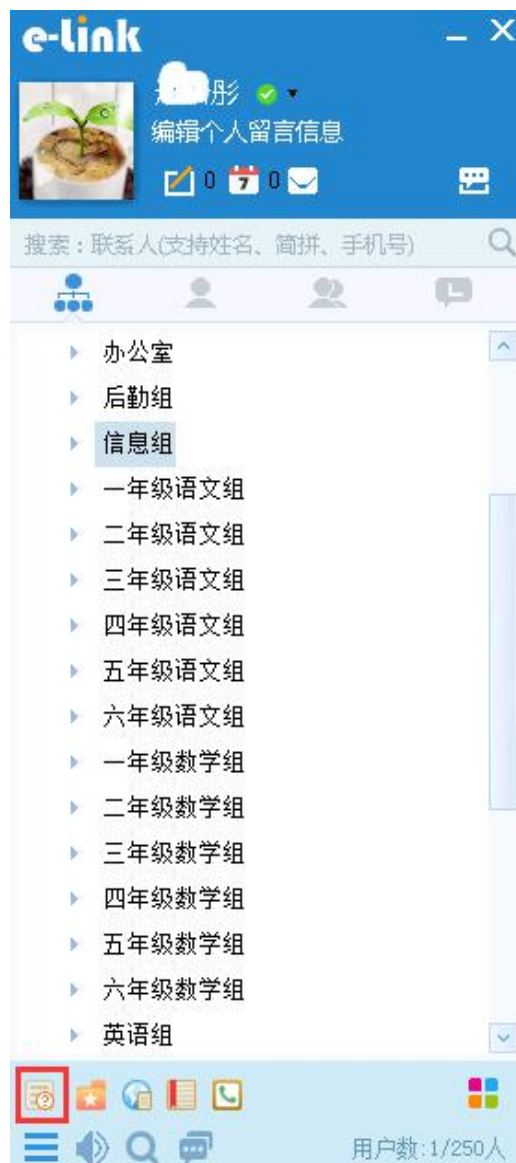 e-link
彤
编辑个人留言信息
0 7 0
搜索:联系人(支持姓名、简拼、手机号)
办公室
后勤组
信息组
一年级语文组
二年级语文组
三年级语文组
四年级语文组
五年级语文组
六年级语文组
一年级数学组
二年级数学组
三年级数学组
四年级数学组
五年级数学组
六年级数学组
英语组
用户数:1/250人